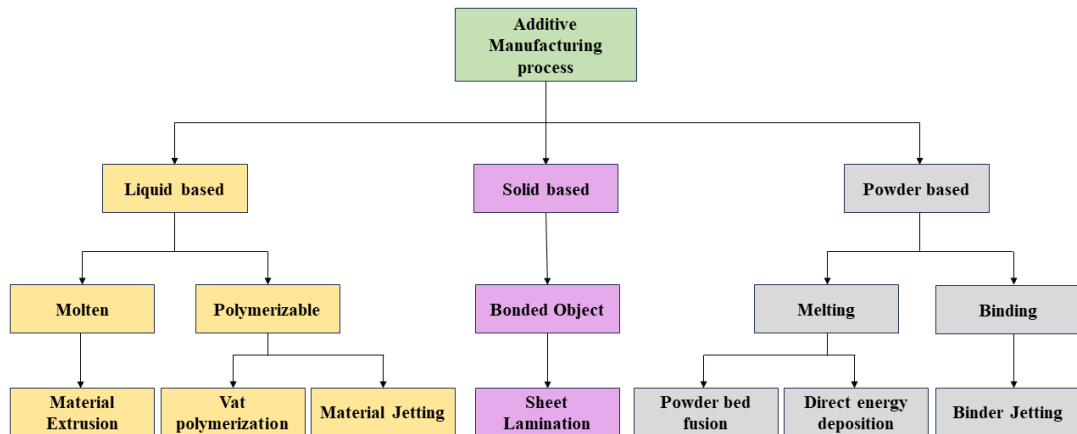 Additive
Manufacturing
process
Liquid based
Solid based
Powder based
Molten
Polymerizable
Bonded Object
Melting
Binding
Material
Extrusion
Vat
polymerization
Material Jetting
Sheet
Lamination
Powder bed
fusion
Direct energy
deposition
Binder Jetting